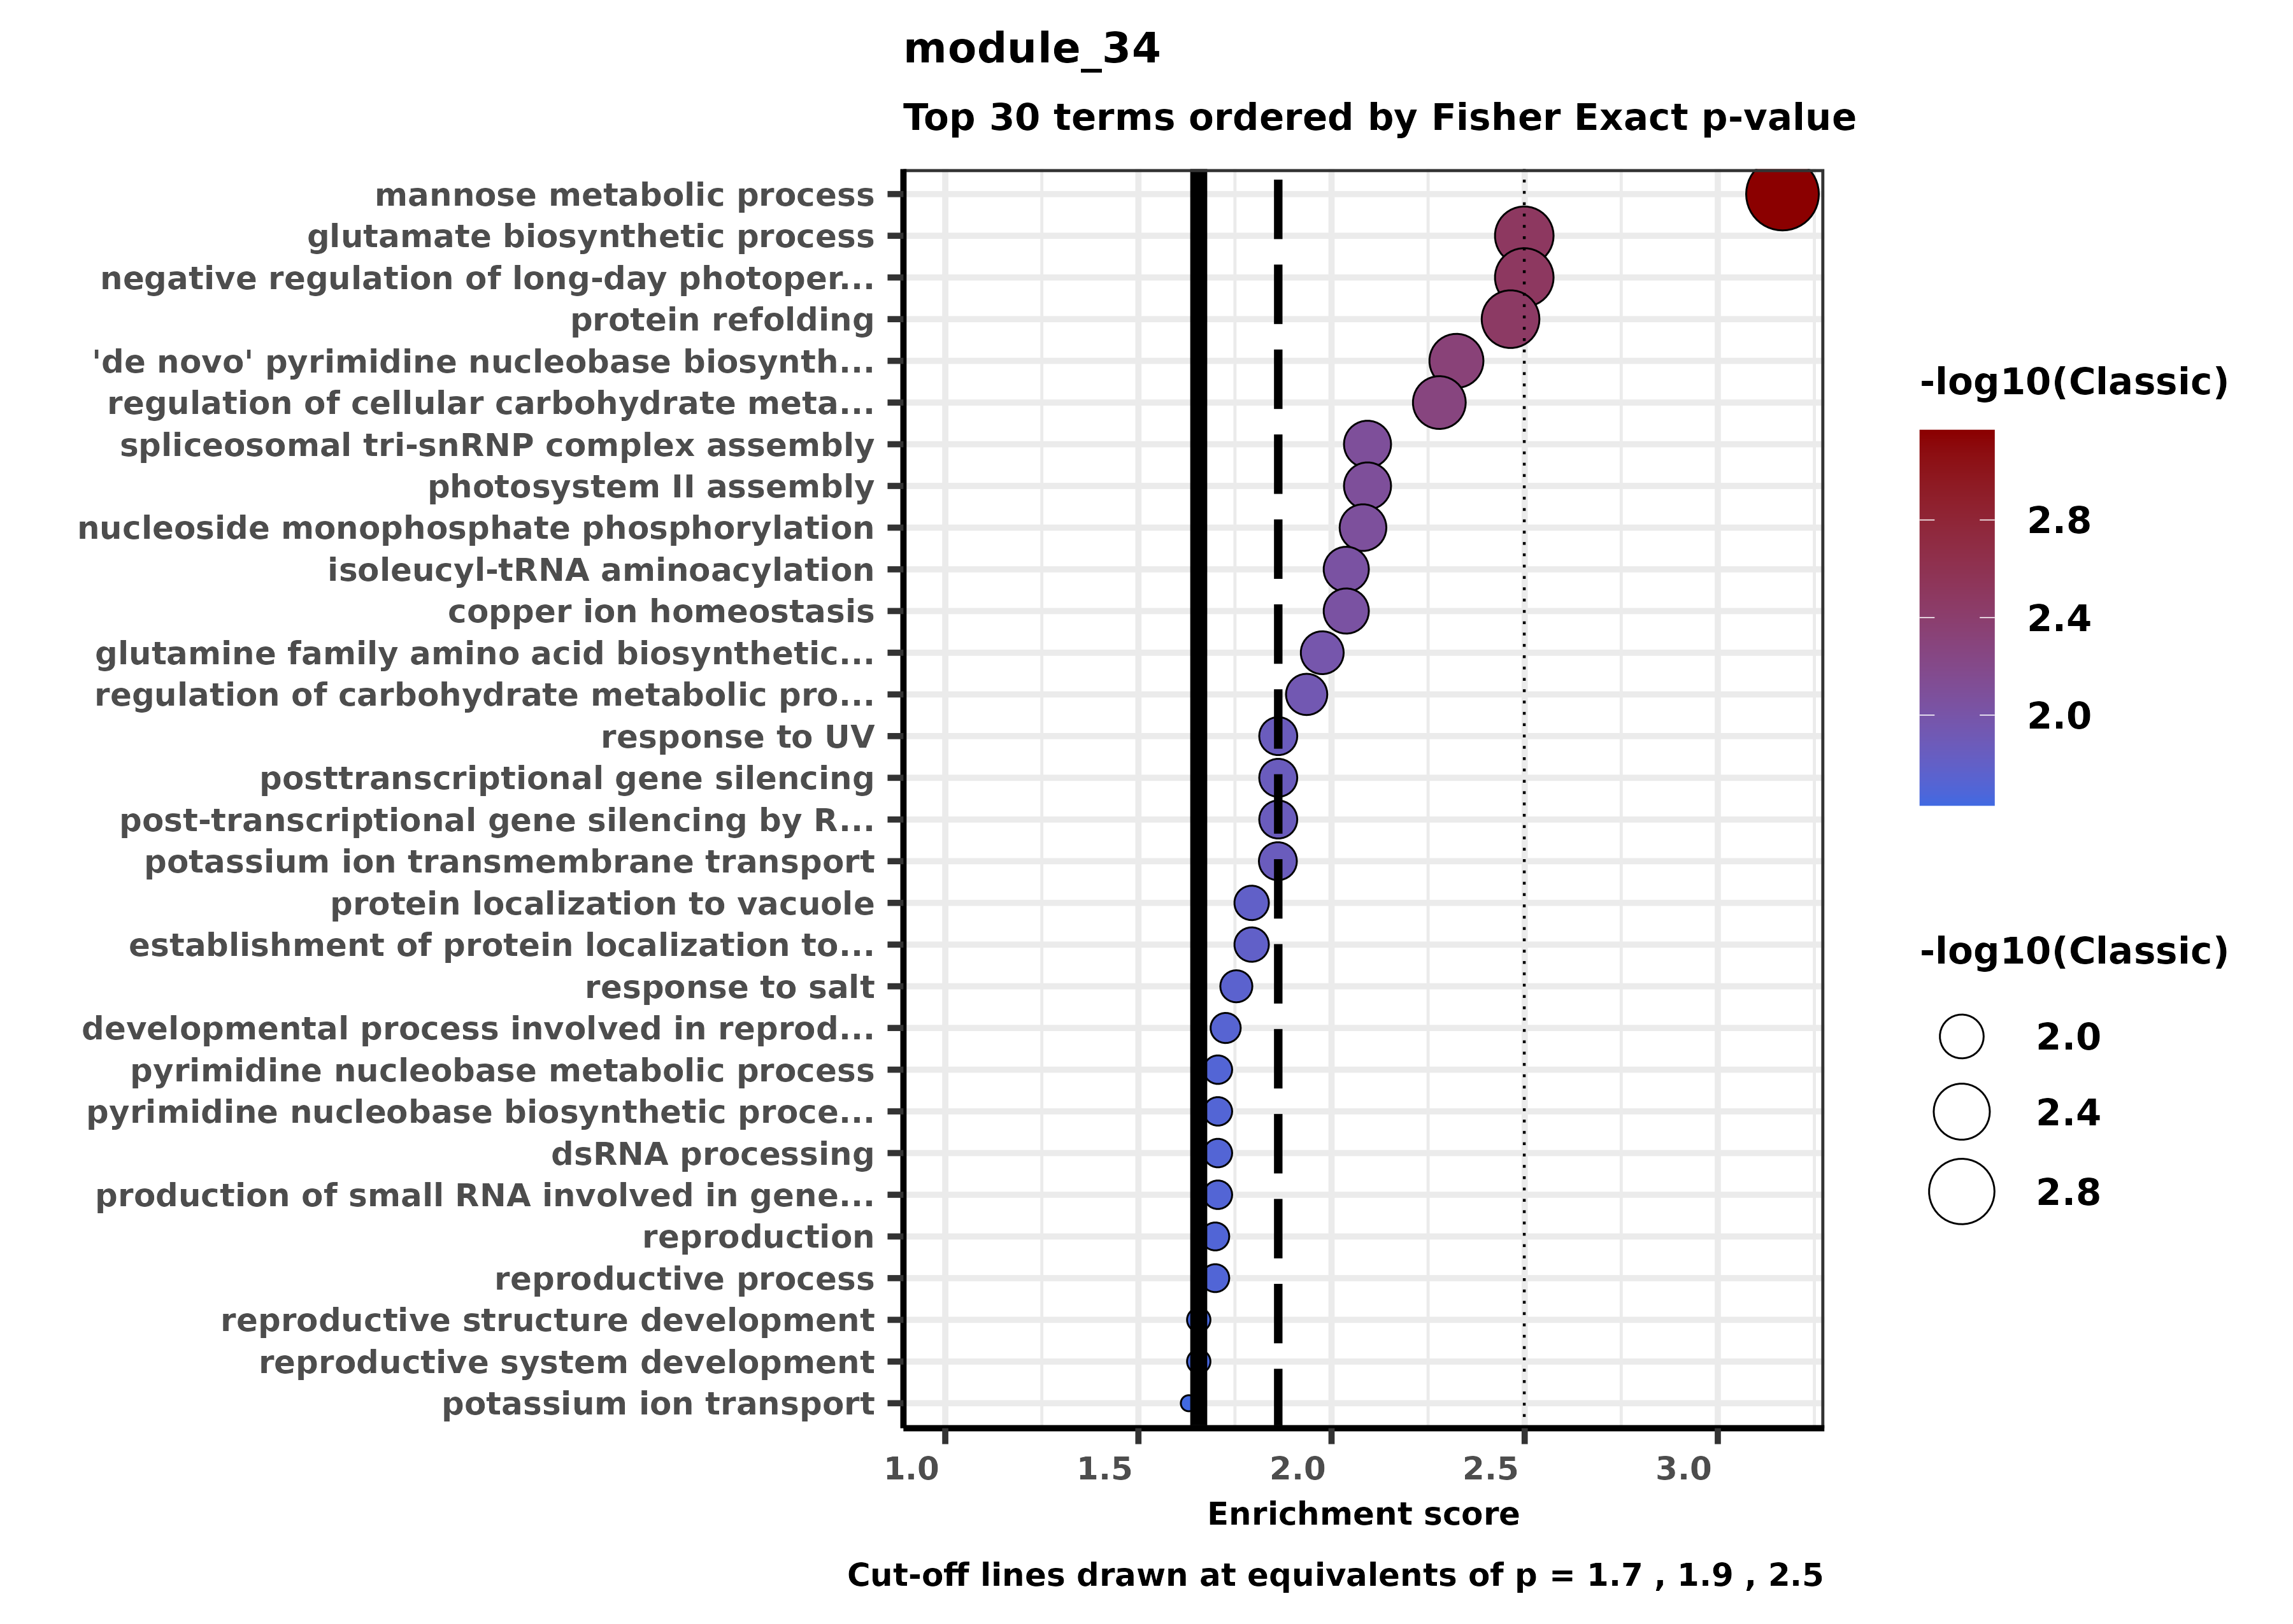 module_34
Top 30 terms ordered by Fisher Exact p-value
mannose metabolic process
glutamate biosynthetic process
negative regulation of long-day photoper...
protein refolding
'de novo' pyrimidine nucleobase biosynth...
regulation of cellular carbohydrate meta...
spliceosomal tri-snRNP complex assembly
photosystem II assembly
nucleoside monophosphate phosphorylation
isoleucyl-tRNA aminoacylation
copper ion homeostasis
glutamine family amino acid biosynthetic...
regulation of carbohydrate metabolic pro...
response to UV
posttranscriptional gene silencing
post-transcriptional gene silencing by R...
potassium ion transmembrane transport
protein localization to vacuole
establishment of protein localization to...
response to salt
developmental process involved in reprod...
pyrimidine nucleobase metabolic process
pyrimidine nucleobase biosynthetic proce...
dsRNA processing
production of small RNA involved in gene...
reproduction
reproductive process
reproductive structure development
reproductive system development
potassium ion transport
1.0 1.5 2.0 2.5 3.0
Enrichment score
Cut-off lines drawn at equivalents of p = 1.7 , 1.9 , 2.5
-log10(Classic)
2.8
2.4
2.0
-log10(Classic)
2.0
2.4
2.8